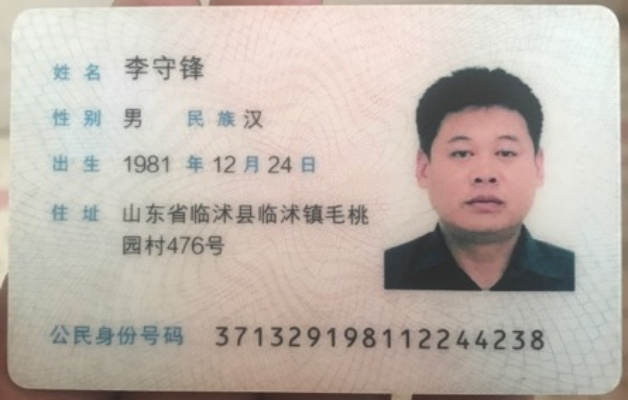 姓名 李守锋
性别 男 民族 汉
出生 1981 年 12 月 24 日
住址 山东省临沭县临沭镇毛桃
园村476号
公民身份号码 371329198112244238